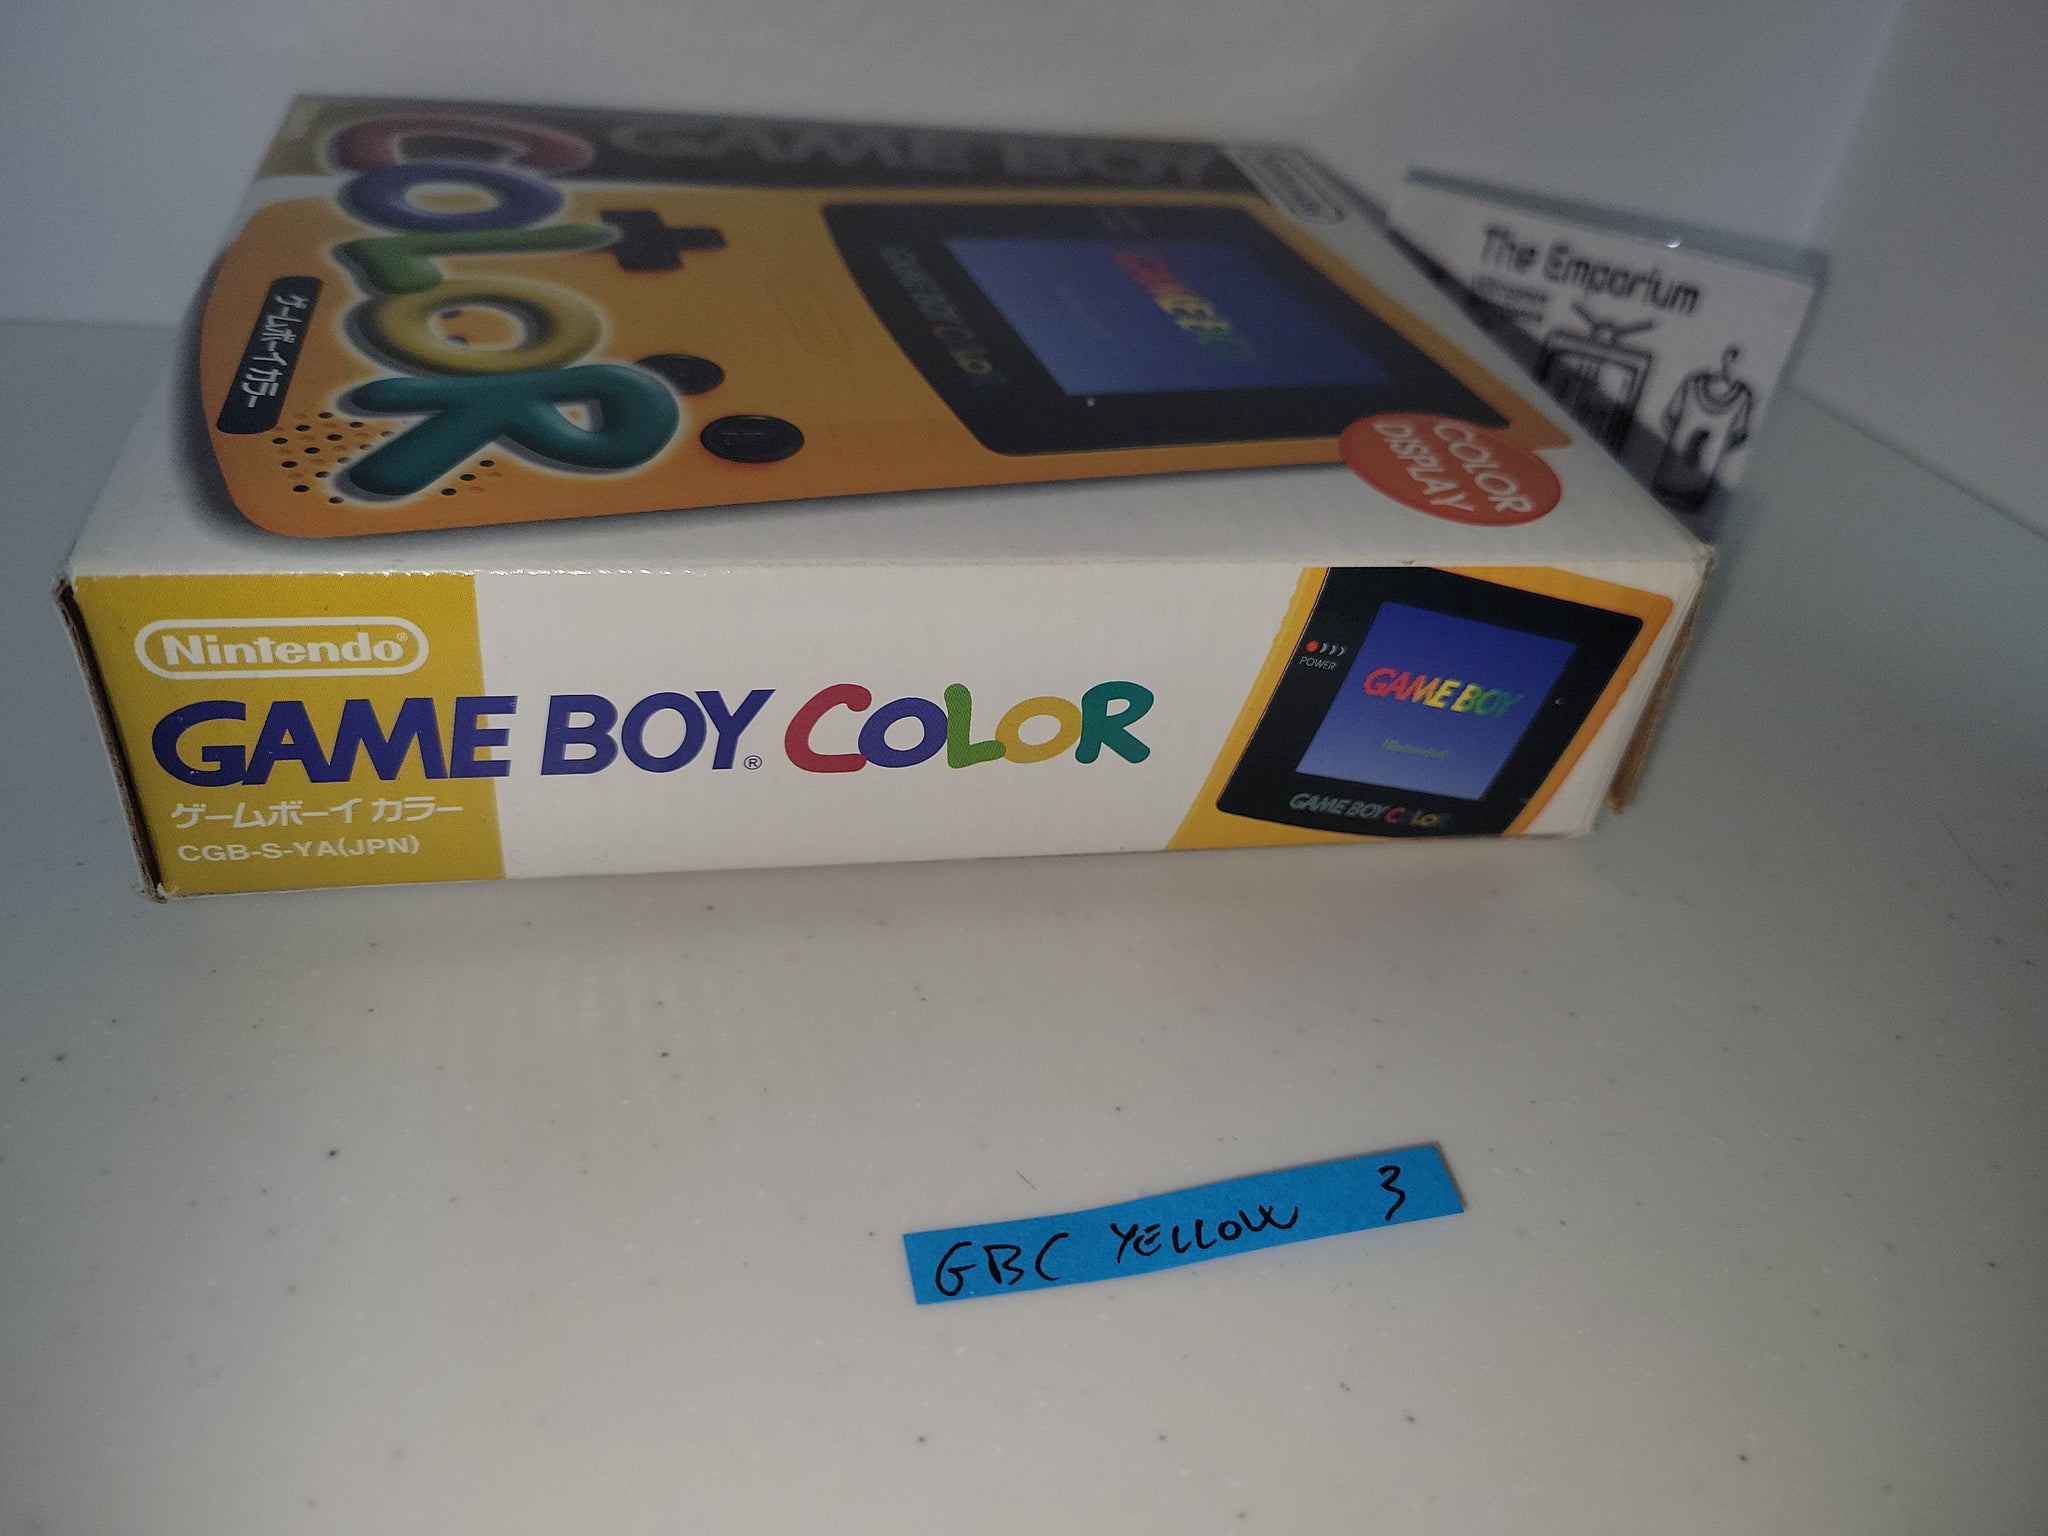 GAME BOY
COLOR
ゲームボーイ カラー
GAME BOY COLOR
GAME BOY
COLOR
DISPLAY
Nintendo
The Emporium
Nintendo®
GAME BOY® COLOR
ゲームボーイ カラー
CGB-S-YA(JPN)
POWER
GAME BOY
Nintendo®
GAME BOY COLOR
GBC YELLOW 3